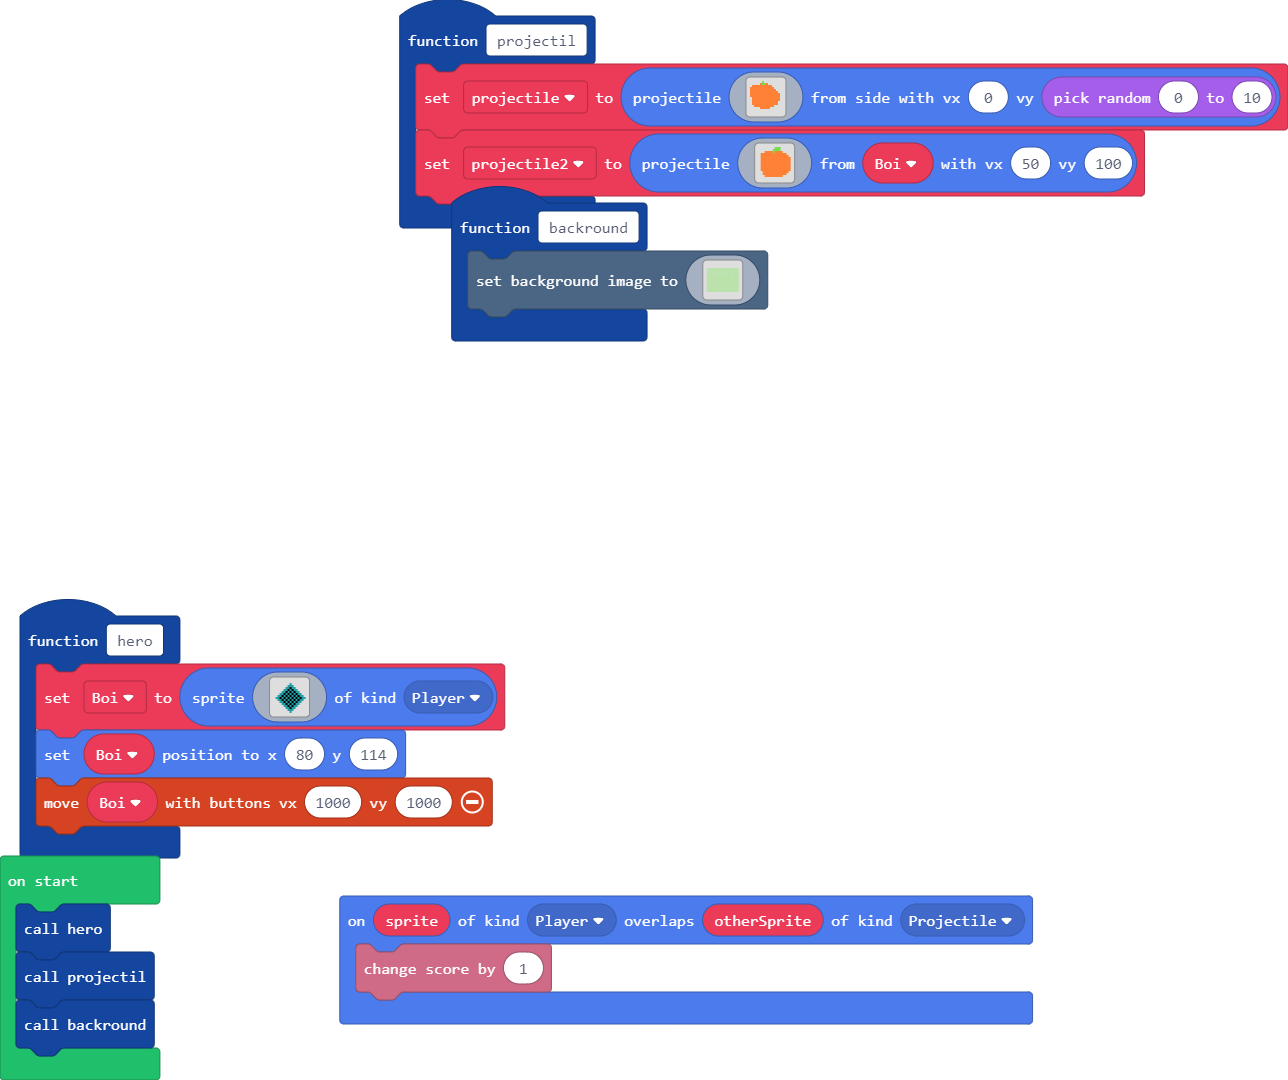 function projectil
set projectile to projectile from side with vx 0 vy pick random 0 to 10
set projectile2 to projectile from Boi with vx 50 vy 100
function backround
set background image to
function hero
set Boi to sprite of kind Player
set Boi position to x 80 y 114
move Boi with buttons vx 1000 vy 1000
on start
call hero
call projectil
call backround
on sprite of kind Player overlaps otherSprite of kind Projectile
change score by 1